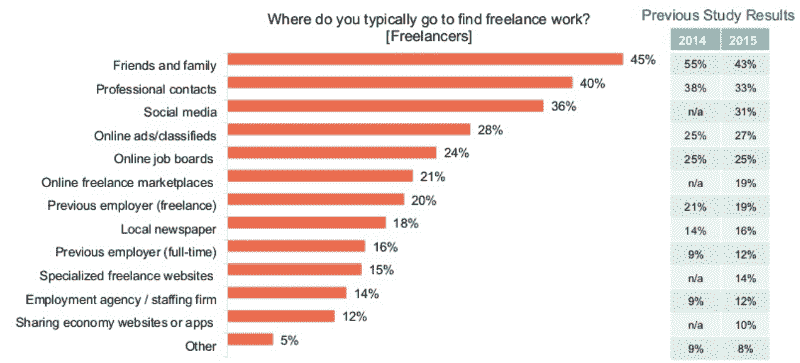 Where do you typically go to find freelance work?
[Freelancers]
Previous Study Results
2014 2015
Friends and family 45% 55% 43%
Professional contacts 40% 38% 33%
Social media 36% n/a 31%
Online ads/classifieds 28% 25% 27%
Online job boards 24% 25% 25%
Online freelance marketplaces 21% n/a 19%
Previous employer (freelance) 20% 21% 19%
Local newspaper 18% 14% 16%
Previous employer (full-time) 16% 9% 12%
Specialized freelance websites 15% n/a 14%
Employment agency / staffing firm 14% 9% 12%
Sharing economy websites or apps 12% n/a 10%
Other 5% 9% 8%